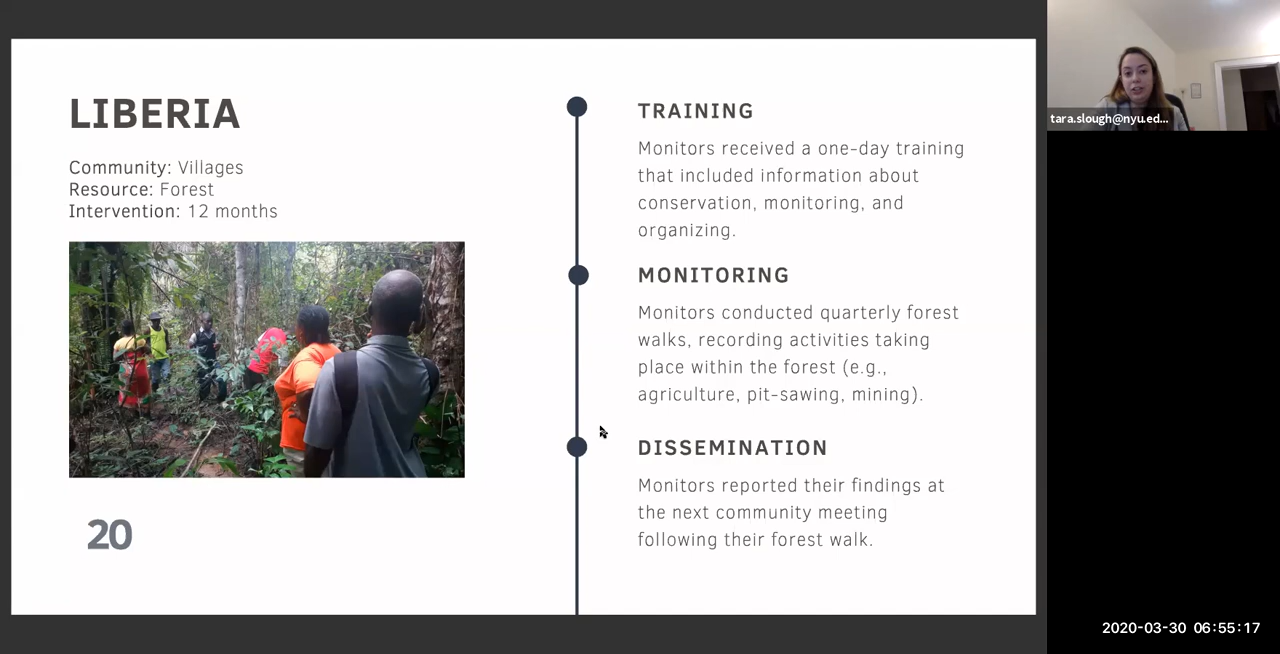 LIBERIA
Community: Villages
Resource: Forest
Intervention: 12 months
20
TRAINING
Monitors received a one-day training
that included information about
conservation, monitoring, and
organizing.
MONITORING
Monitors conducted quarterly forest
walks, recording activities taking
place within the forest (e.g.,
agriculture, pit-sawing, mining).
DISSEMINATION
Monitors reported their findings at
the next community meeting
following their forest walk.
tara.slough@nyu.ed...
2020-03-30 06:55:17